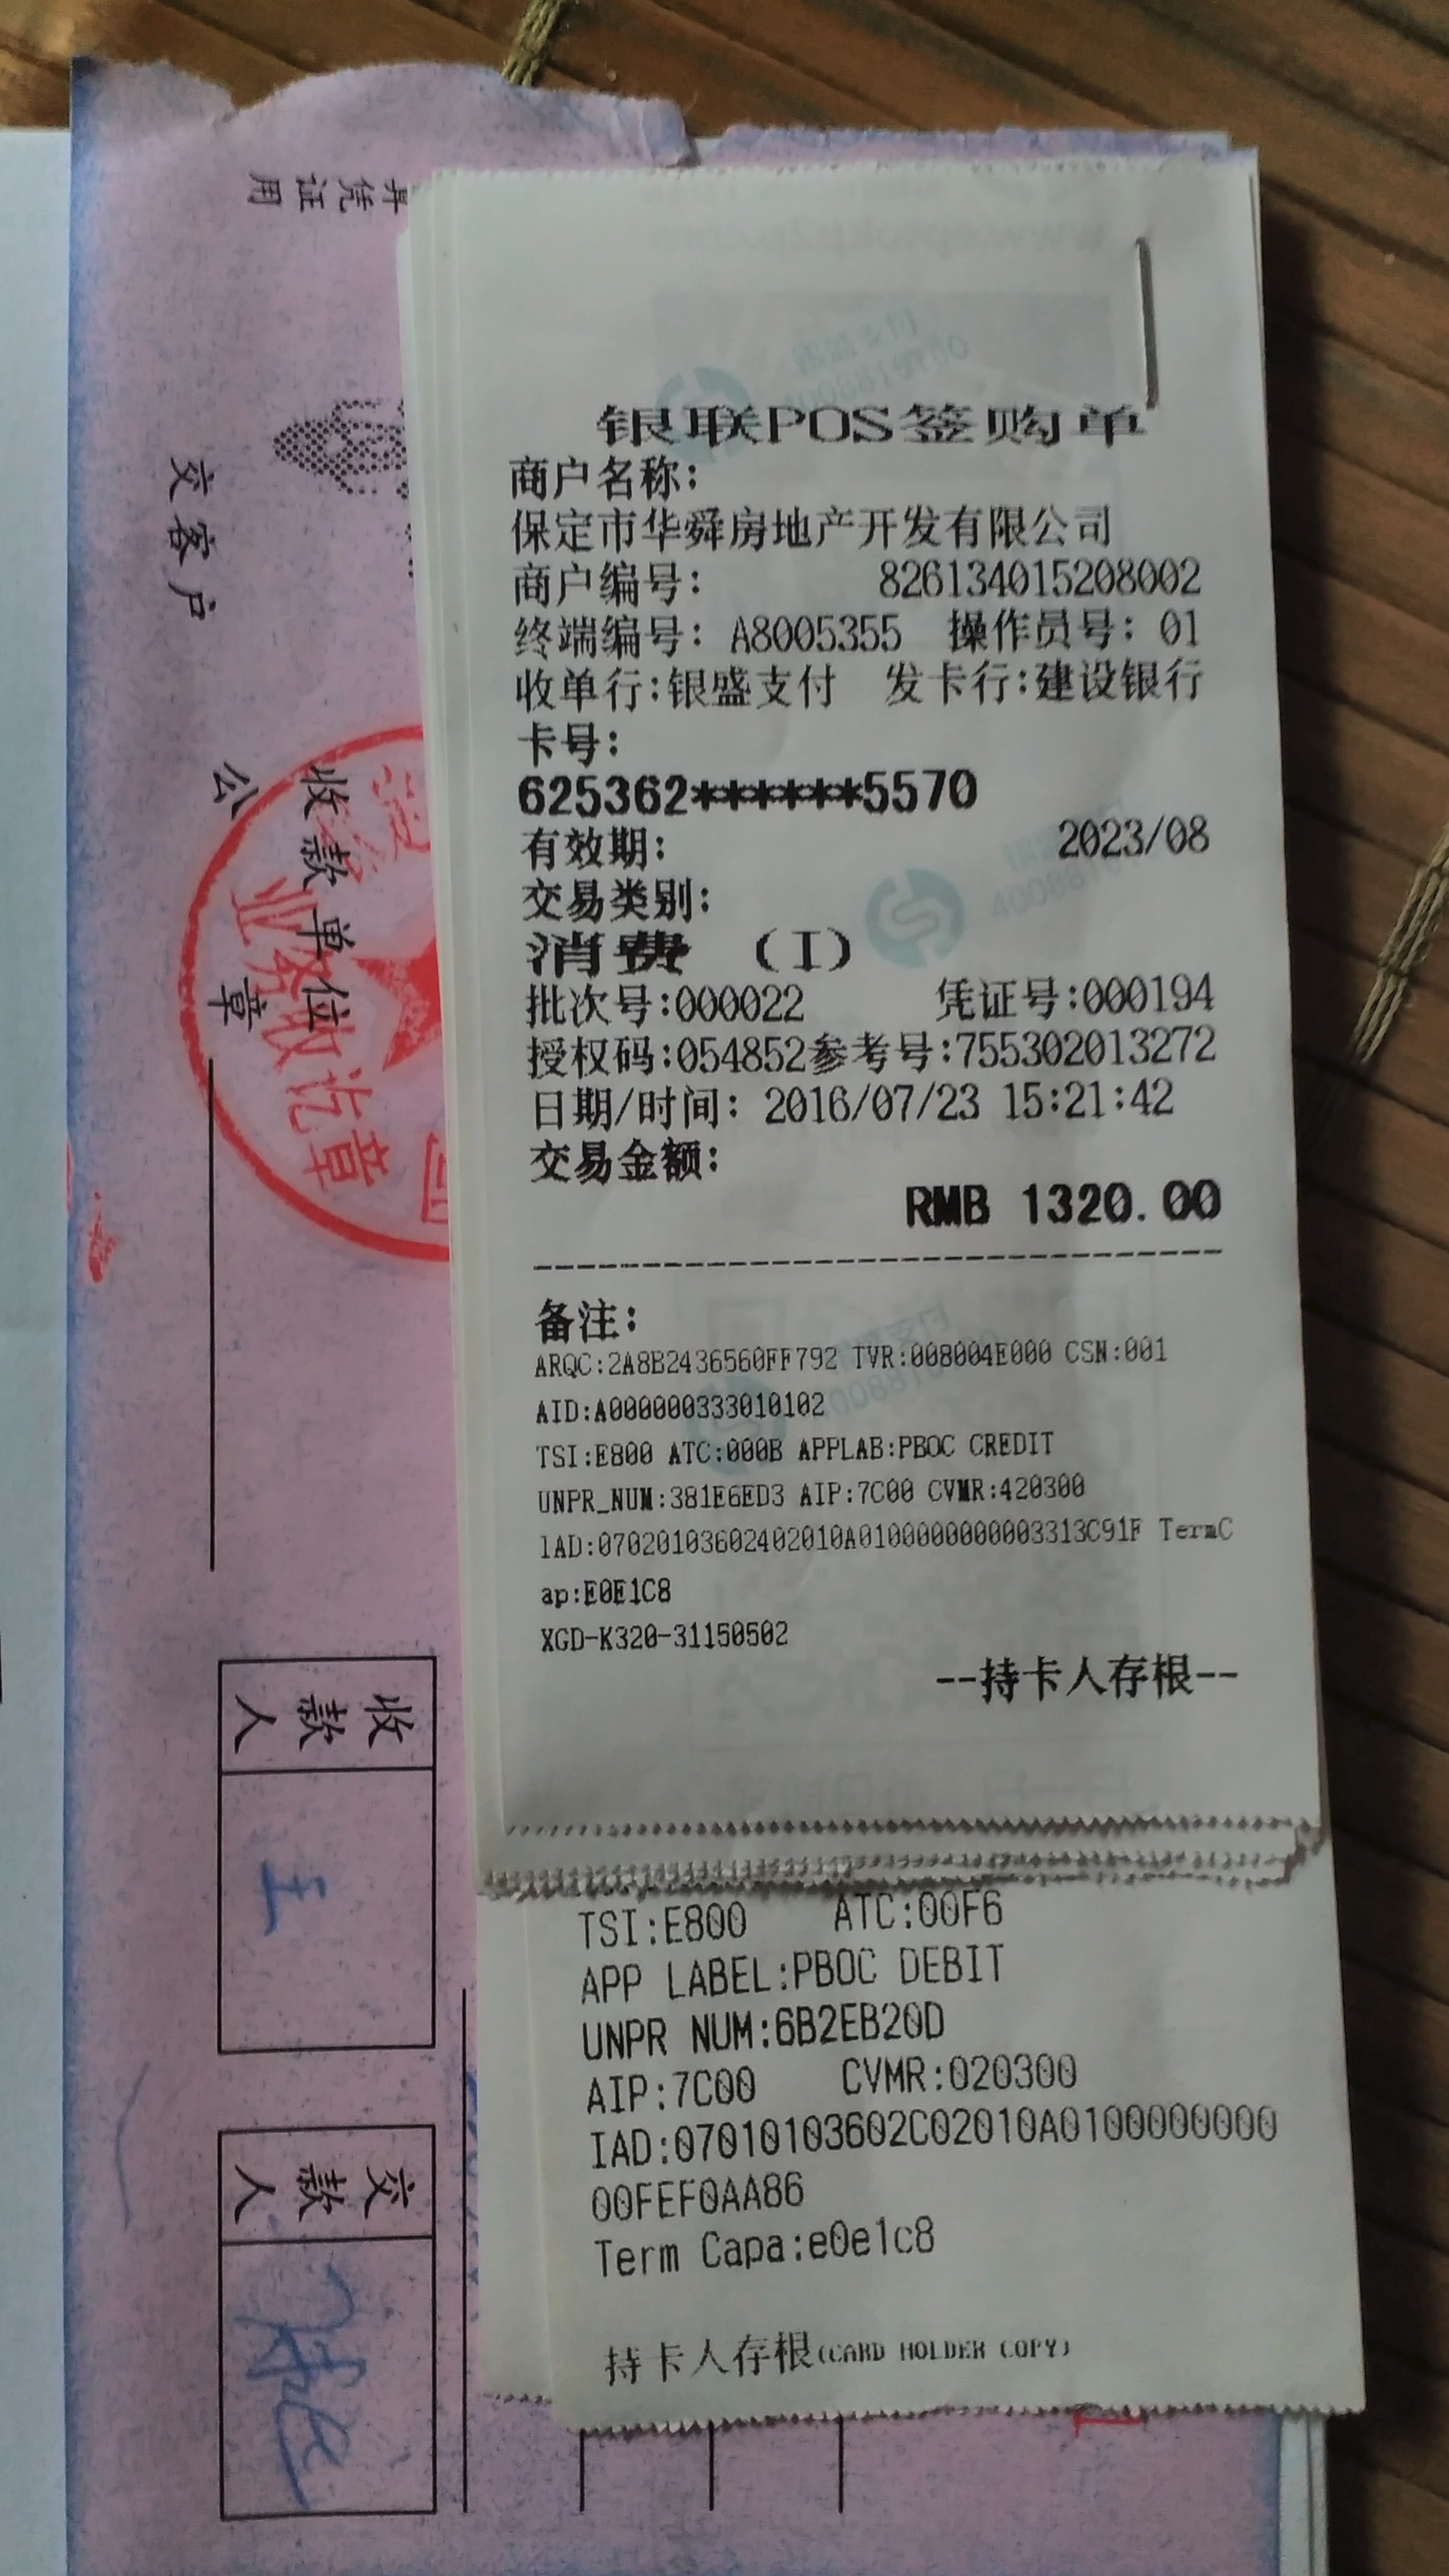 银联POS签购单
商户名称:
保定市华舜房地产开发有限公司
商户编号: 826134015208002
终端编号: A8005355 操作员号: 01
收单行:银盛支付 发卡行:建设银行
卡号:
625362******5570
有效期: 2023/08
交易类别:
消费 (I)
批次号:000022 凭证号:000194
授权码:054852参考号:755302013272
日期/时间: 2016/07/23 15:21:42
交易金额:
RMB 1320.00
备注:
ARQC:2A8B2436560FF792 TVR:008004E000 CSN:001
AID:A000000333010102
TSI:E800 ATC:000B APPLAB:PBOC CREDIT
UNPR_NUM:381E6ED3 AIP:7C00 CVMR:420300
IAD:07020103602402010A0100000000003313C91F TermC
ap:E0E1C8
XGD-K320-31150502
--持卡人存根--
TSI:E800 ATC:00F6
APP LABEL:PBOC DEBIT
UNPR NUM:6B2EB20D
AIP:7C00 CVMR:020300
IAD:07010103602C02010A0100000000
00FEF0AA86
Term Capa:e0e1c8
持卡人存根(CARD HOLDER COPY)
凭证用
交客户
收款单位
公章
收款人
王
交款人